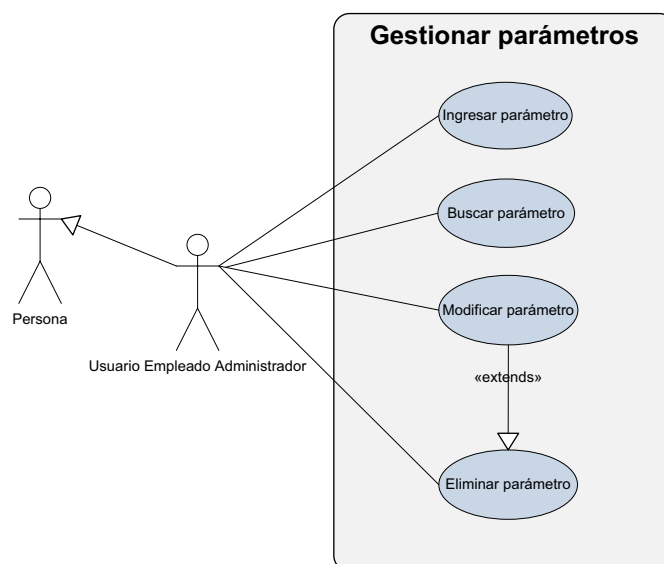 Gestionar parámetros
Ingresar parámetro
Buscar parámetro
Modificar parámetro
«extends»
Eliminar parámetro
Persona
Usuario Empleado Administrador